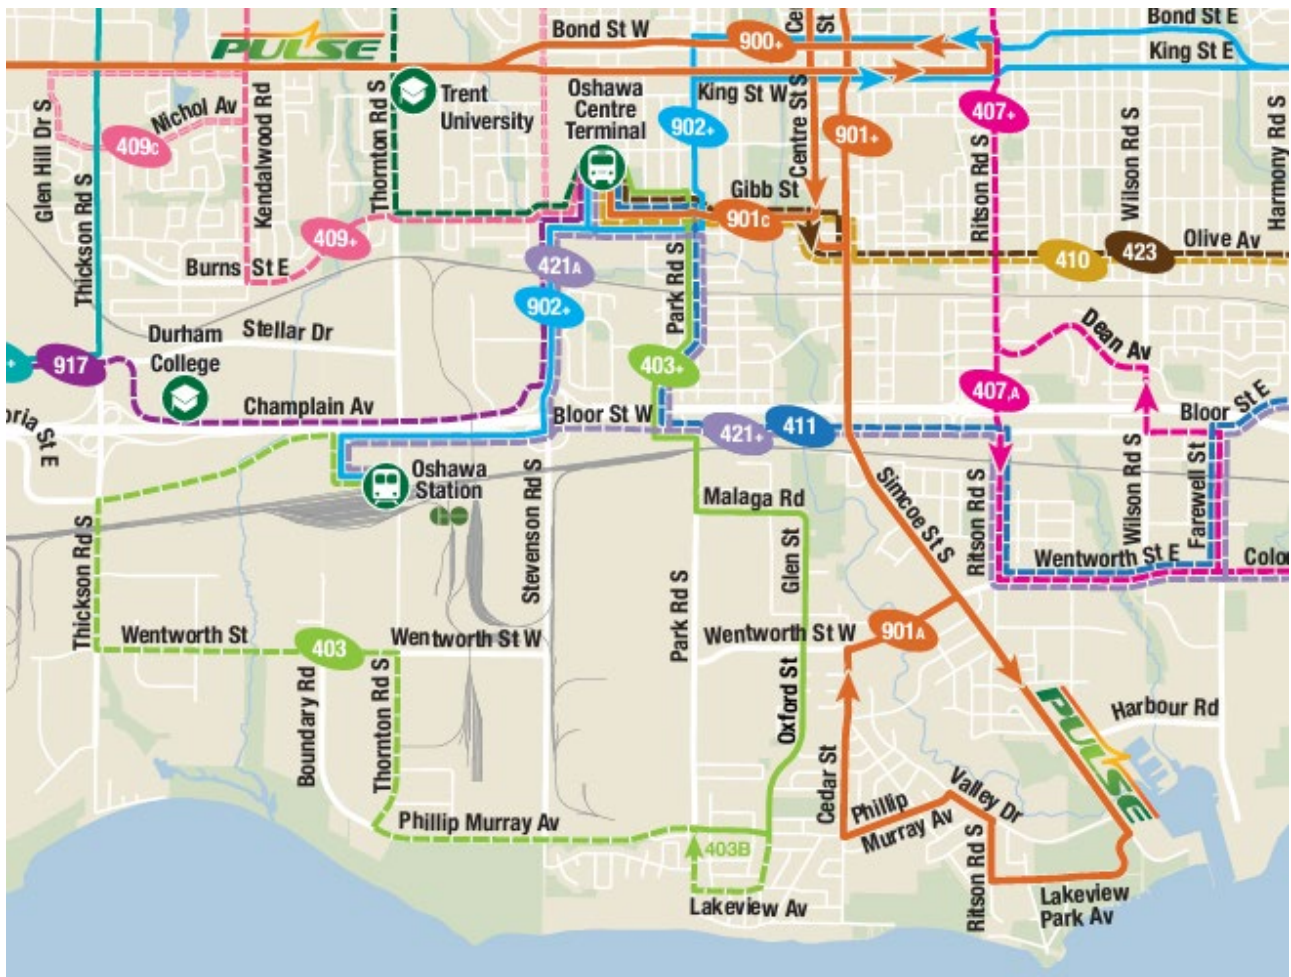 Bond St W
Bond St E
King St E
PULSE
900+
Centre St S
St
Glen Hill Dr S
Nichol Av
409C
Kendalwood Rd
Thornton Rd S
Trent
University
Oshawa
Centre
Terminal
King St W
902+
901+
407+
Ritson Rd S
Wilson Rd S
Harmony Rd S
Thickson Rd S
Gibb St
901C
409+
Burns St E
421A
902+
Park Rd S
410
423
Olive Av
Durham
College
Stellar Dr
917
403+
Dean Av
407,A
Champlain Av
Bloor St W
421+
411
Bloor St E
oria St E
Oshawa
Station
Stevenson Rd S
Malaga Rd
Simcoe St S
Ritson Rd S
Wilson Rd S
Farewell St
Thickson Rd S
Glen St
Wentworth St E
Colo
Wentworth St
403
Wentworth St W
Park Rd S
Wentworth St W
901A
Boundary Rd
Thornton Rd S
Oxford St
PULSE
Harbour Rd
Cedar St
Phillip
Murray Av
Valley Dr
Phillip Murray Av
403B
Ritson Rd S
Lakeview Av
Lakeview
Park Av